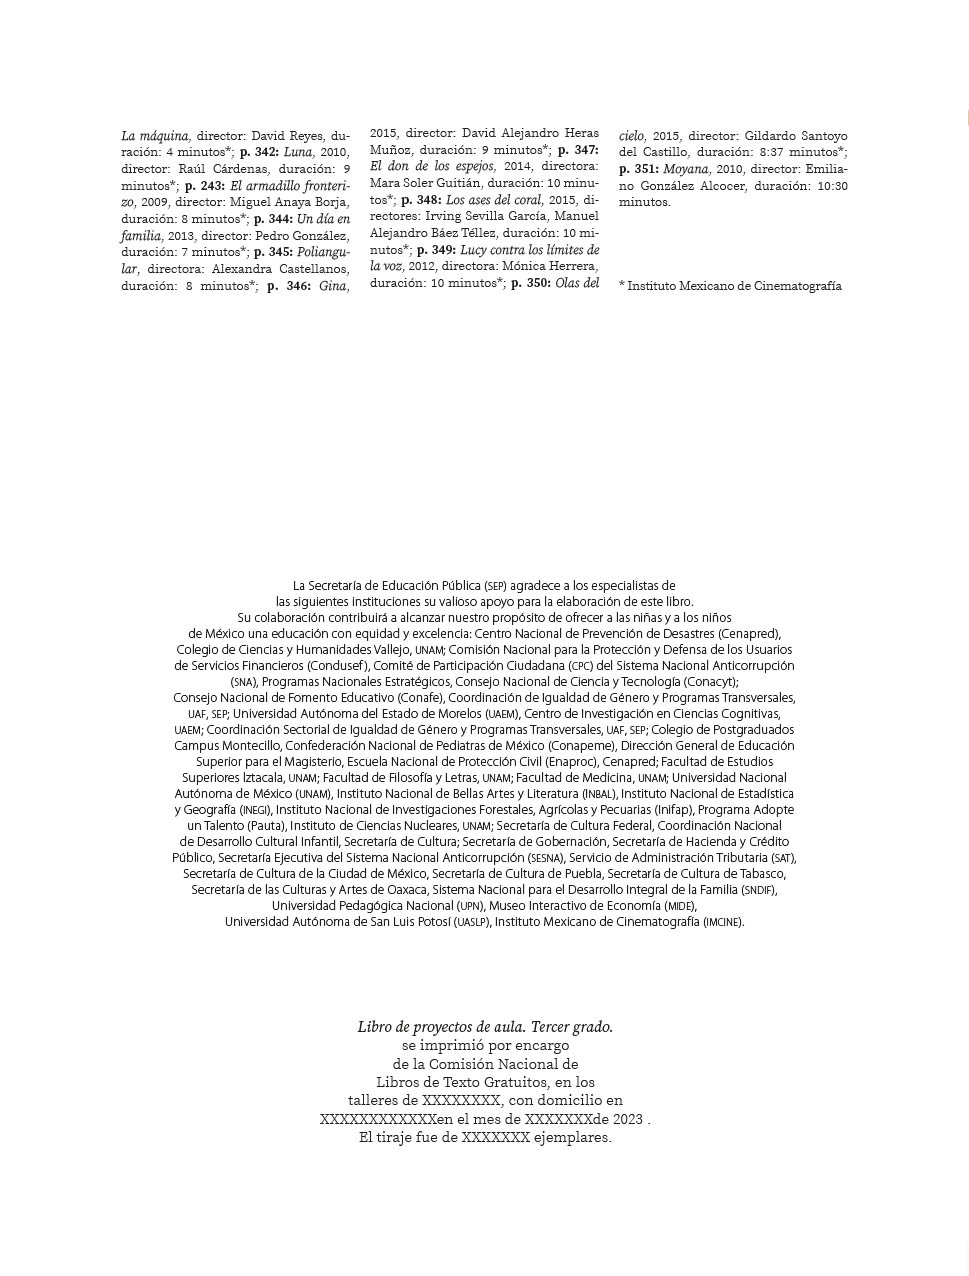 La máquina, director: David Reyes, du-
ración: 4 minutos*; p. 342: Luna, 2010,
director: Raúl Cárdenas, duración: 9
minutos*; p. 243: El armadillo fronteri-
zo, 2009, director: Miguel Anaya Borja,
duración: 8 minutos*; p. 344: Un día en
familia, 2013, director: Pedro González,
duración: 7 minutos*; p. 345: Poliangu-
lar, directora: Alexandra Castellanos,
duración: 8 minutos*; p. 346: Gina,
2015, director: David Alejandro Heras
Muñoz, duración: 9 minutos*; p. 347:
El don de los espejos, 2014, directora:
Mara Soler Guitián, duración: 10 minu-
tos*; p. 348: Los ases del coral, 2015, di-
rectores: Irving Sevilla García, Manuel
Alejandro Báez Téllez, duración: 10 mi-
nutos*; p. 349: Lucy contra los límites de
la voz, 2012, directora: Mónica Herrera,
duración: 10 minutos*; p. 350: Olas del
cielo, 2015, director: Gildardo Santoyo
del Castillo, duración: 8:37 minutos*;
p. 351: Moyana, 2010, director: Emilia-
no González Alcocer, duración: 10:30
minutos.
* Instituto Mexicano de Cinematografía
La Secretaría de Educación Pública (SEP) agradece a los especialistas de
las siguientes instituciones su valioso apoyo para la elaboración de este libro.
Su colaboración contribuirá a alcanzar nuestro propósito de ofrecer a las niñas y a los niños
de México una educación con equidad y excelencia: Centro Nacional de Prevención de Desastres (Cenapred),
Colegio de Ciencias y Humanidades Vallejo, UNAM; Comisión Nacional para la Protección y Defensa de los Usuarios
de Servicios Financieros (Condusef), Comité de Participación Ciudadana (CPC) del Sistema Nacional Anticorrupción
(SNA), Programas Nacionales Estratégicos, Consejo Nacional de Ciencia y Tecnología (Conacyt);
Consejo Nacional de Fomento Educativo (Conafe), Coordinación de Igualdad de Género y Programas Transversales,
UAF, SEP; Universidad Autónoma del Estado de Morelos (UAEM), Centro de Investigación en Ciencias Cognitivas,
UAEM; Coordinación Sectorial de Igualdad de Género y Programas Transversales, UAF, SEP; Colegio de Postgraduados
Campus Montecillo, Confederación Nacional de Pediatras de México (Conapeme), Dirección General de Educación
Superior para el Magisterio, Escuela Nacional de Protección Civil (Enaproc), Cenapred; Facultad de Estudios
Superiores Iztacala, UNAM; Facultad de Filosofía y Letras, UNAM; Facultad de Medicina, UNAM; Universidad Nacional
Autónoma de México (UNAM), Instituto Nacional de Bellas Artes y Literatura (INBAL), Instituto Nacional de Estadística
y Geografía (INEGI), Instituto Nacional de Investigaciones Forestales, Agrícolas y Pecuarias (Inifap), Programa Adopte
un Talento (Pauta), Instituto de Ciencias Nucleares, UNAM; Secretaría de Cultura Federal, Coordinación Nacional
de Desarrollo Cultural Infantil, Secretaría de Cultura; Secretaría de Gobernación, Secretaría de Hacienda y Crédito
Público, Secretaría Ejecutiva del Sistema Nacional Anticorrupción (SESNA), Servicio de Administración Tributaria (SAT),
Secretaría de Cultura de la Ciudad de México, Secretaría de Cultura de Puebla, Secretaría de Cultura de Tabasco,
Secretaría de las Culturas y Artes de Oaxaca, Sistema Nacional para el Desarrollo Integral de la Familia (SNDIF),
Universidad Pedagógica Nacional (UPN), Museo Interactivo de Economía (MIDE),
Universidad Autónoma de San Luis Potosí (UASLP), Instituto Mexicano de Cinematografía (IMCINE).
Libro de proyectos de aula. Tercer grado.
se imprimió por encargo
de la Comisión Nacional de
Libros de Texto Gratuitos, en los
talleres de XXXXXXXX, con domicilio en
XXXXXXXXXXXXen el mes de XXXXXXXde 2023 .
El tiraje fue de XXXXXXX ejemplares.